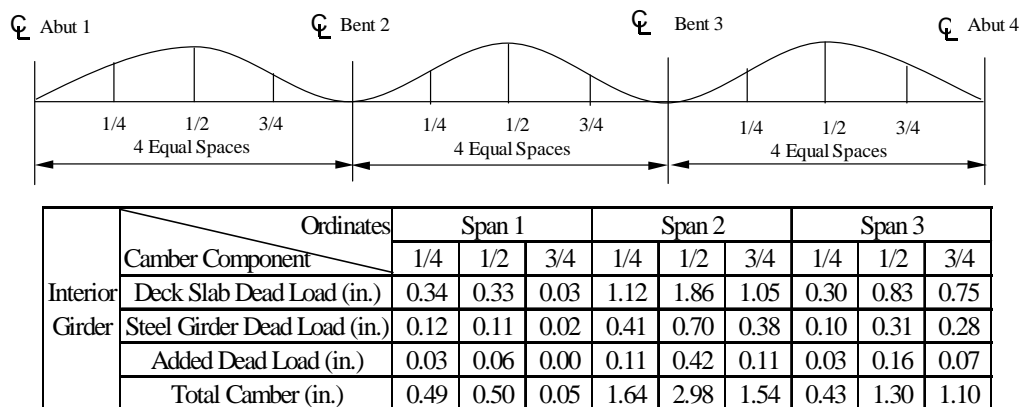 ℄ Abut 1 ℄ Bent 2 ℄ Bent 3 ℄ Abut 4
1/4 1/2 3/4 1/4 1/2 3/4 1/4 1/2 3/4
4 Equal Spaces 4 Equal Spaces 4 Equal Spaces
Ordinates Span 1 Span 2 Span 3
Camber Component 1/4 1/2 3/4 1/4 1/2 3/4 1/4 1/2 3/4
Interior Deck Slab Dead Load (in.) 0.34 0.33 0.03 1.12 1.86 1.05 0.30 0.83 0.75
Girder Steel Girder Dead Load (in.) 0.12 0.11 0.02 0.41 0.70 0.38 0.10 0.31 0.28
Added Dead Load (in.) 0.03 0.06 0.00 0.11 0.42 0.11 0.03 0.16 0.07
Total Camber (in.) 0.49 0.50 0.05 1.64 2.98 1.54 0.43 1.30 1.10